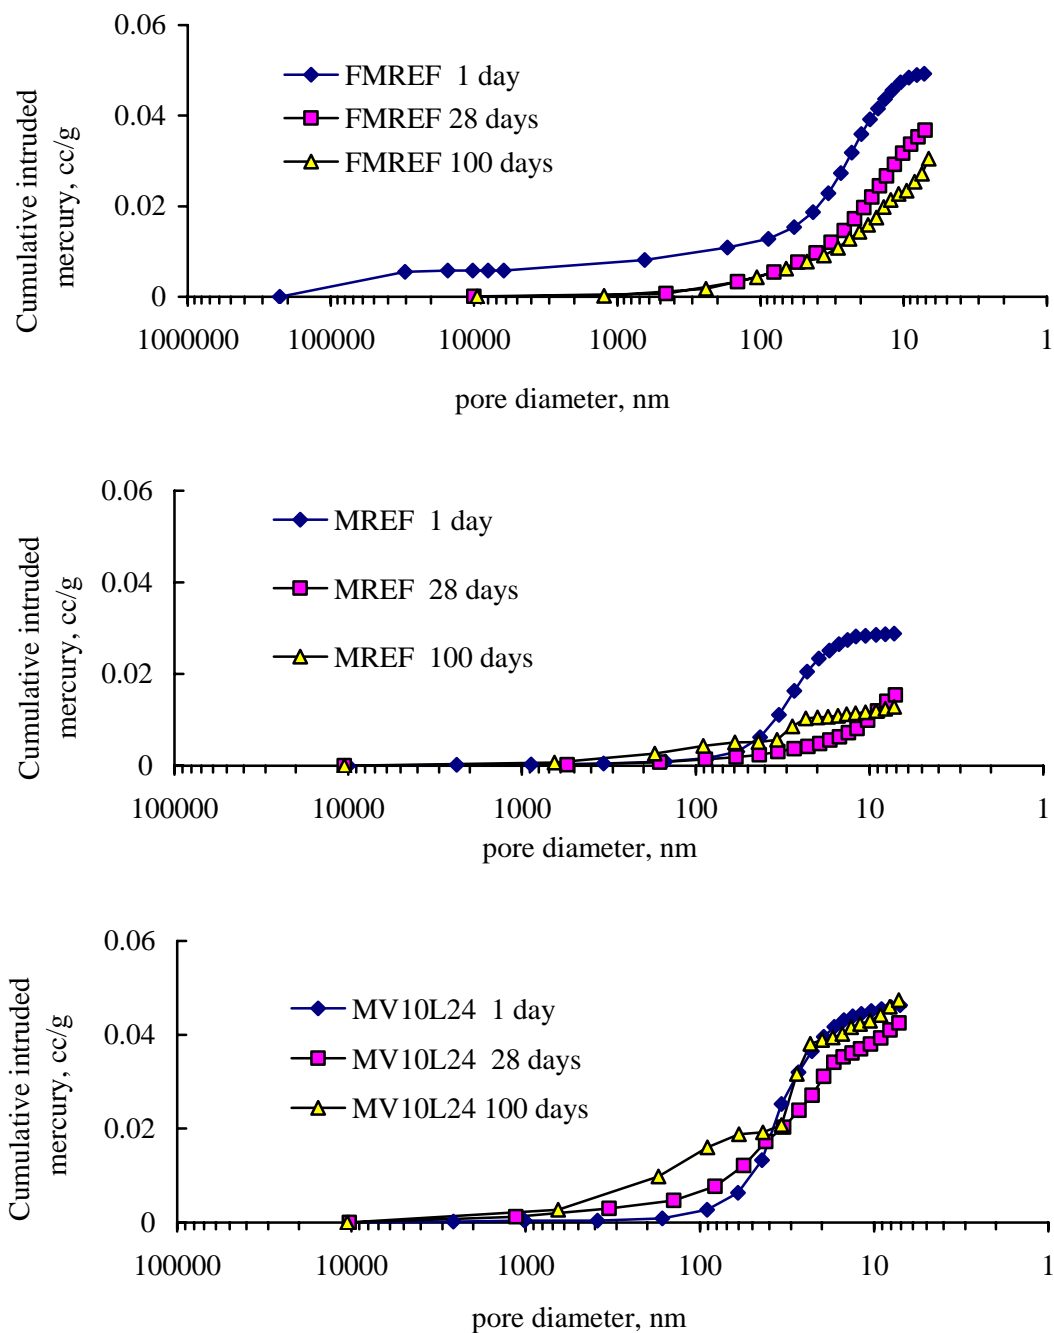 Cumulative intruded
mercury, cc/g
0.06
0.04
0.02
0
FMREF  1 day
FMREF 28 days
FMREF 100 days
1000000 100000 10000 1000 100 10 1
pore diameter, nm
Cumulative intruded
mercury, cc/g
0.06
0.04
0.02
0
MREF  1 day
MREF  28 days
MREF  100 days
100000 10000 1000 100 10 1
pore diameter, nm
Cumulative intruded
mercury, cc/g
0.06
0.04
0.02
0
MV10L24  1 day
MV10L24  28 days
MV10L24 100 days
100000 10000 1000 100 10 1
pore diameter, nm